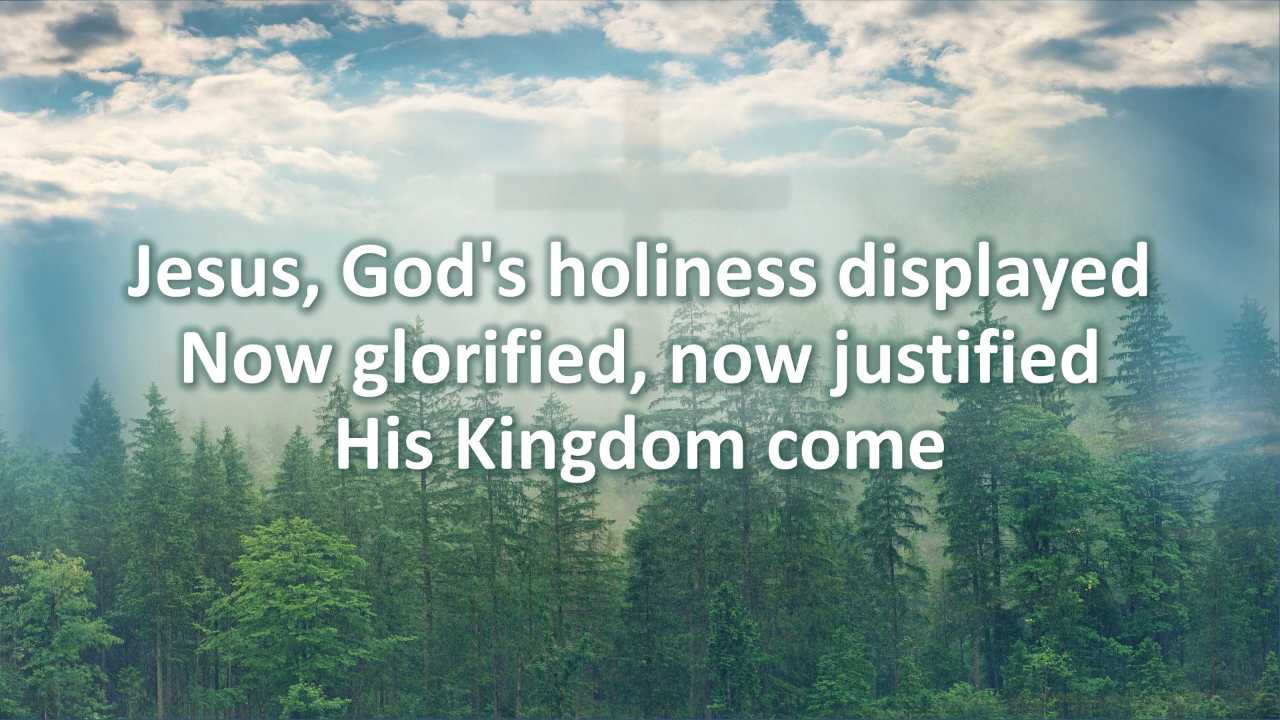 Jesus, God's holiness displayed
Now glorified, now justified
His Kingdom come